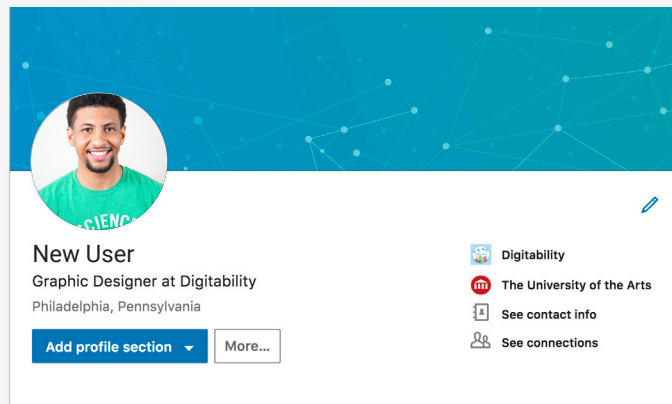 New User
Graphic Designer at Digitability
Philadelphia, Pennsylvania
Add profile section
More...
Digitability
The University of the Arts
See contact info
See connections